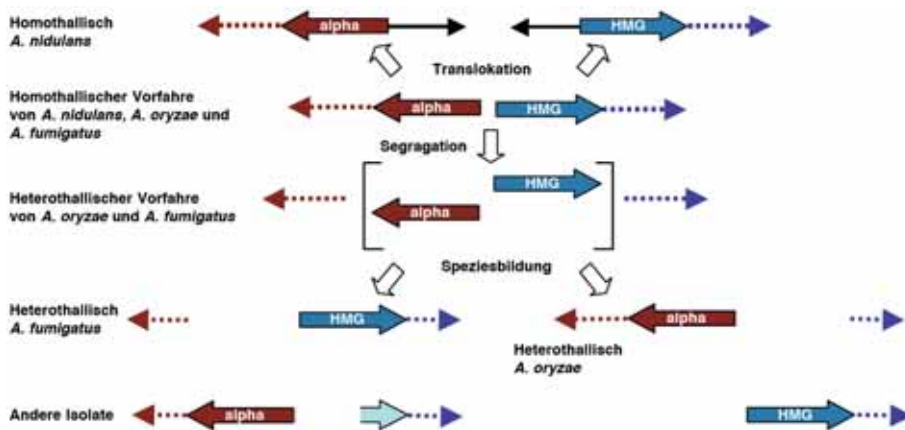 Homothallisch
A. nidulans
alpha
HMG
Translokation
Homothallischer Vorfahre
von A. nidulans, A. oryzae und
A. fumigatus
alpha
HMG
Segragation
Heterothallischer Vorfahre
von A. oryzae und A. fumigatus
HMG
alpha
Speziesbildung
Heterothallisch
A. fumigatus
HMG
alpha
Heterothallisch
A. oryzae
Andere Isolate
alpha
HMG